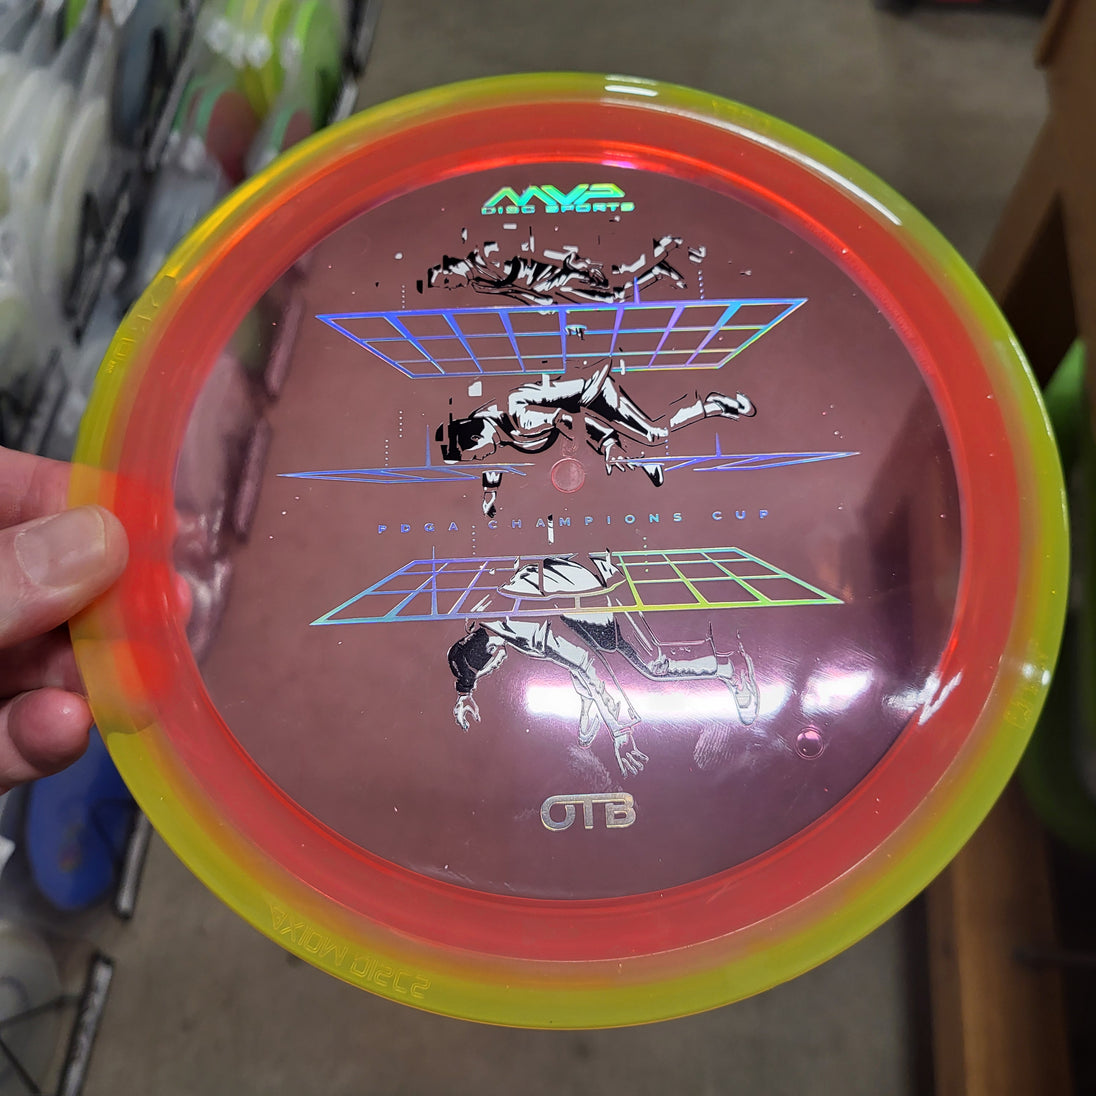 MVP
DISC SPORTS
PDGA CHAMPIONS CUP
OTB
AXIOM DISCS